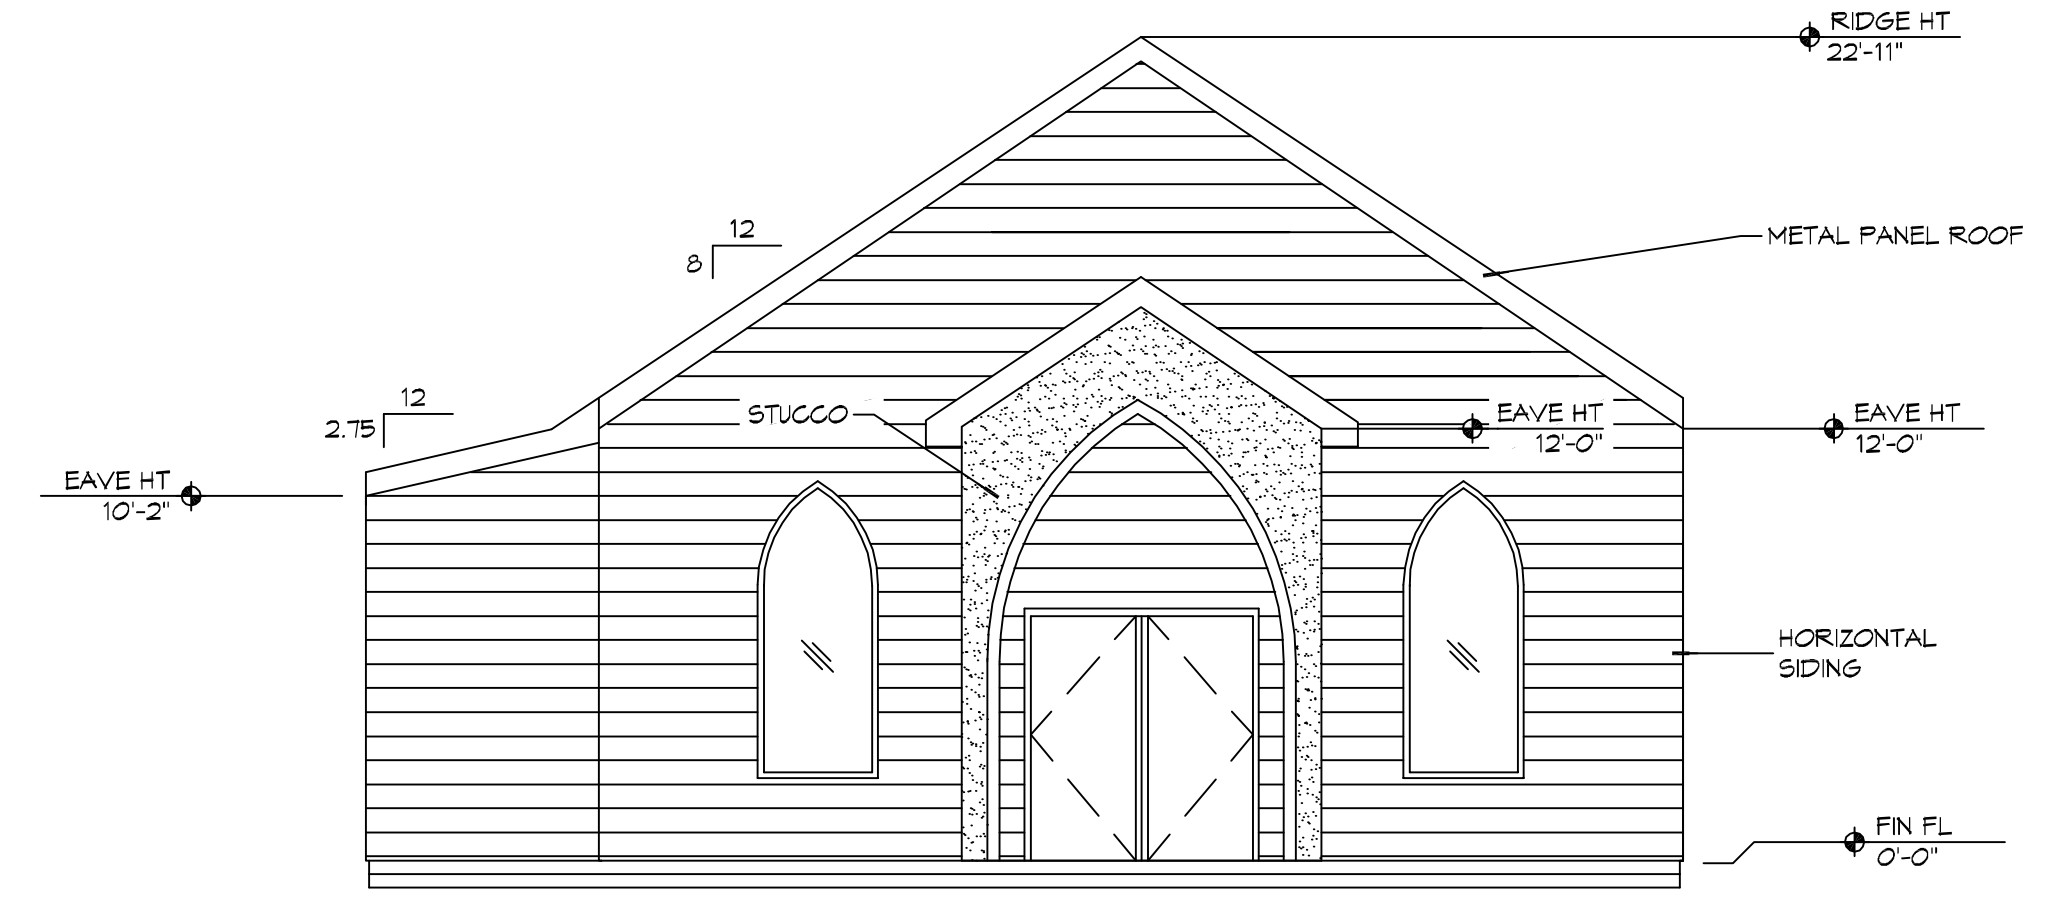 RIDGE HT
22'-11"
12
8
METAL PANEL ROOF
12
2.75
STUCCO
EAVE HT
12'-0"
EAVE HT
12'-0"
EAVE HT
10'-2"
HORIZONTAL
SIDING
FIN FL
0'-0"